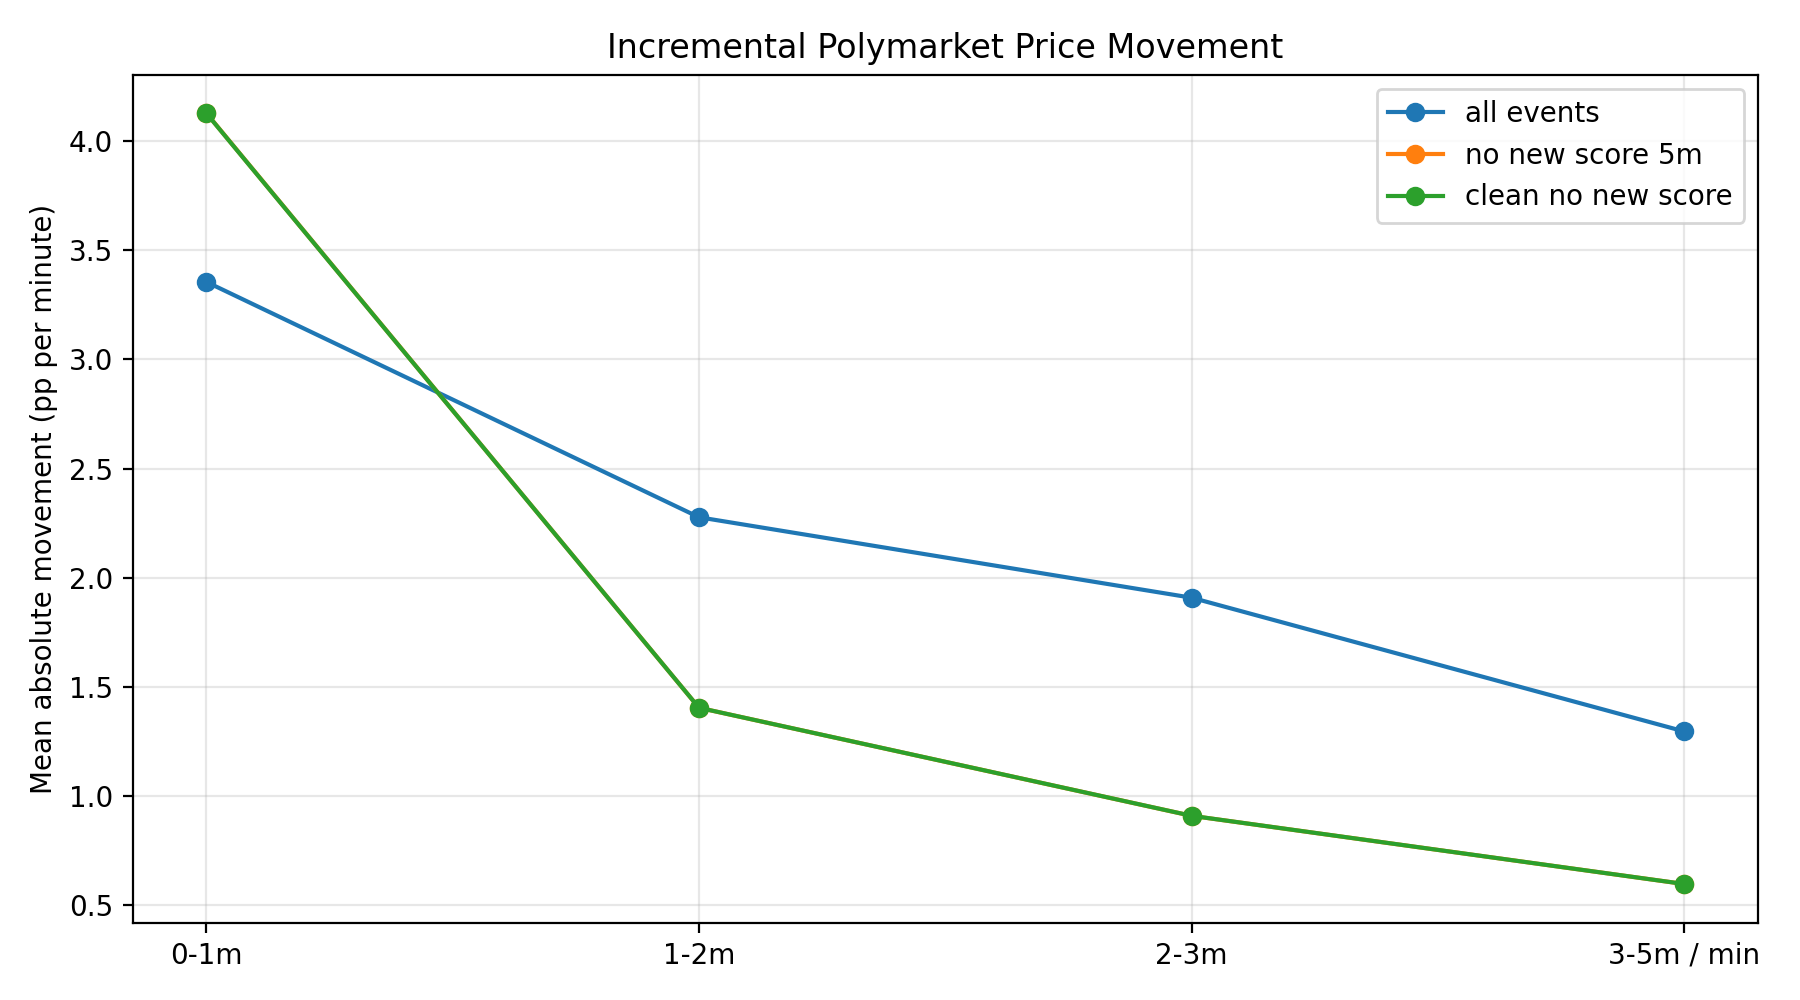 Incremental Polymarket Price Movement
Mean absolute movement (pp per minute)
4.0
3.5
3.0
2.5
2.0
1.5
1.0
0.5
all events
no new score 5m
clean no new score
0-1m
1-2m
2-3m
3-5m / min